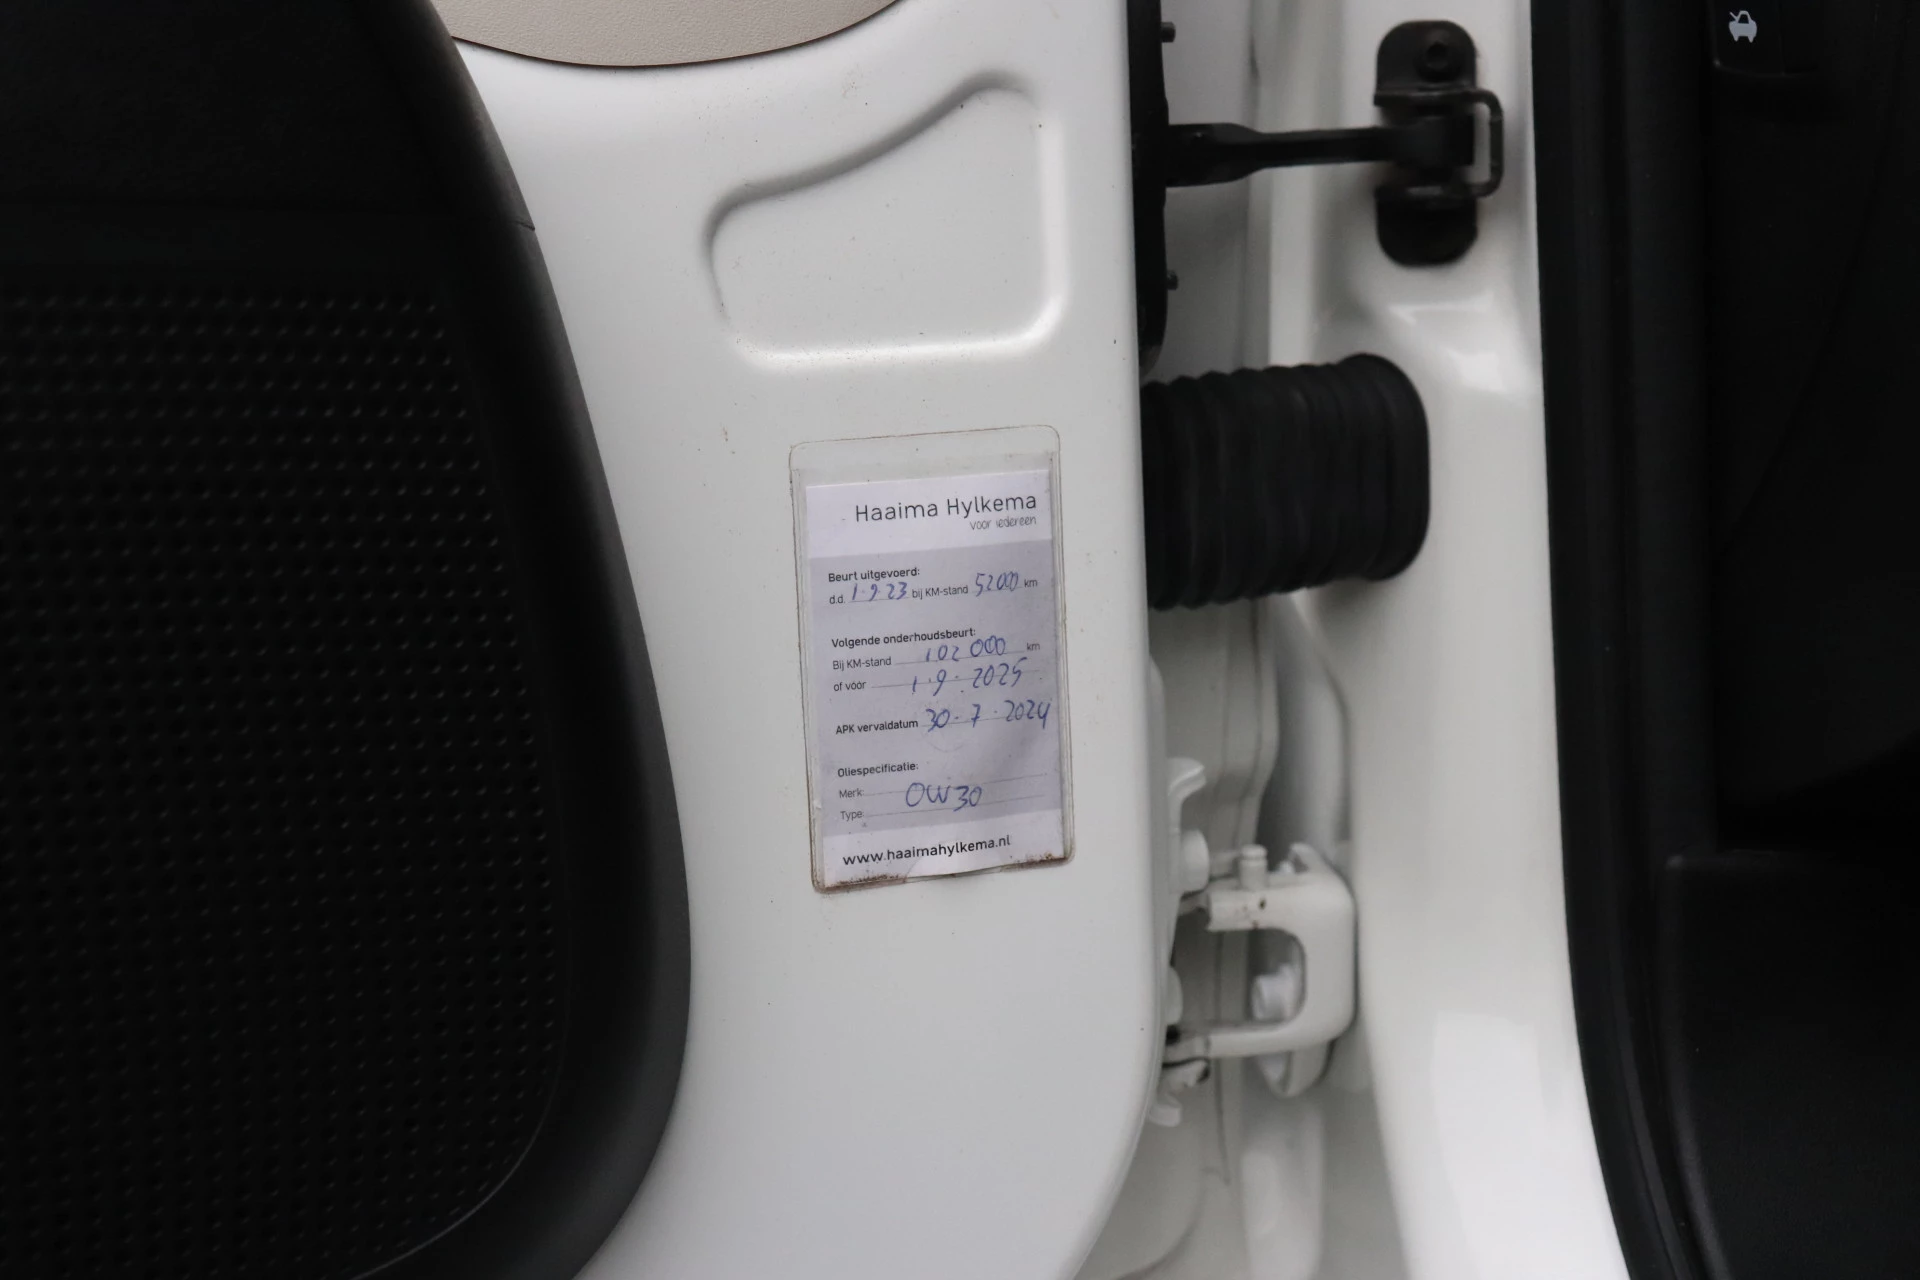 Haaima Hylkema
voor iedereen
Beurt uitgevoerd:
d.d. 1-9-23 bij KM-stand 52000 km
Volgende onderhoudsbeurt:
Bij KM-stand 102 000 km
of vóór 1-9-2025
APK vervaldatum 30-7-2024
Oliespecificatie:
Merk: 0W30
Type:
www.haaimahylkema.nl